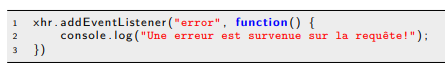 1 xhr.addEventListener("error", function() {
2 console.log("Une erreur est survenue sur la requête!");
3 })